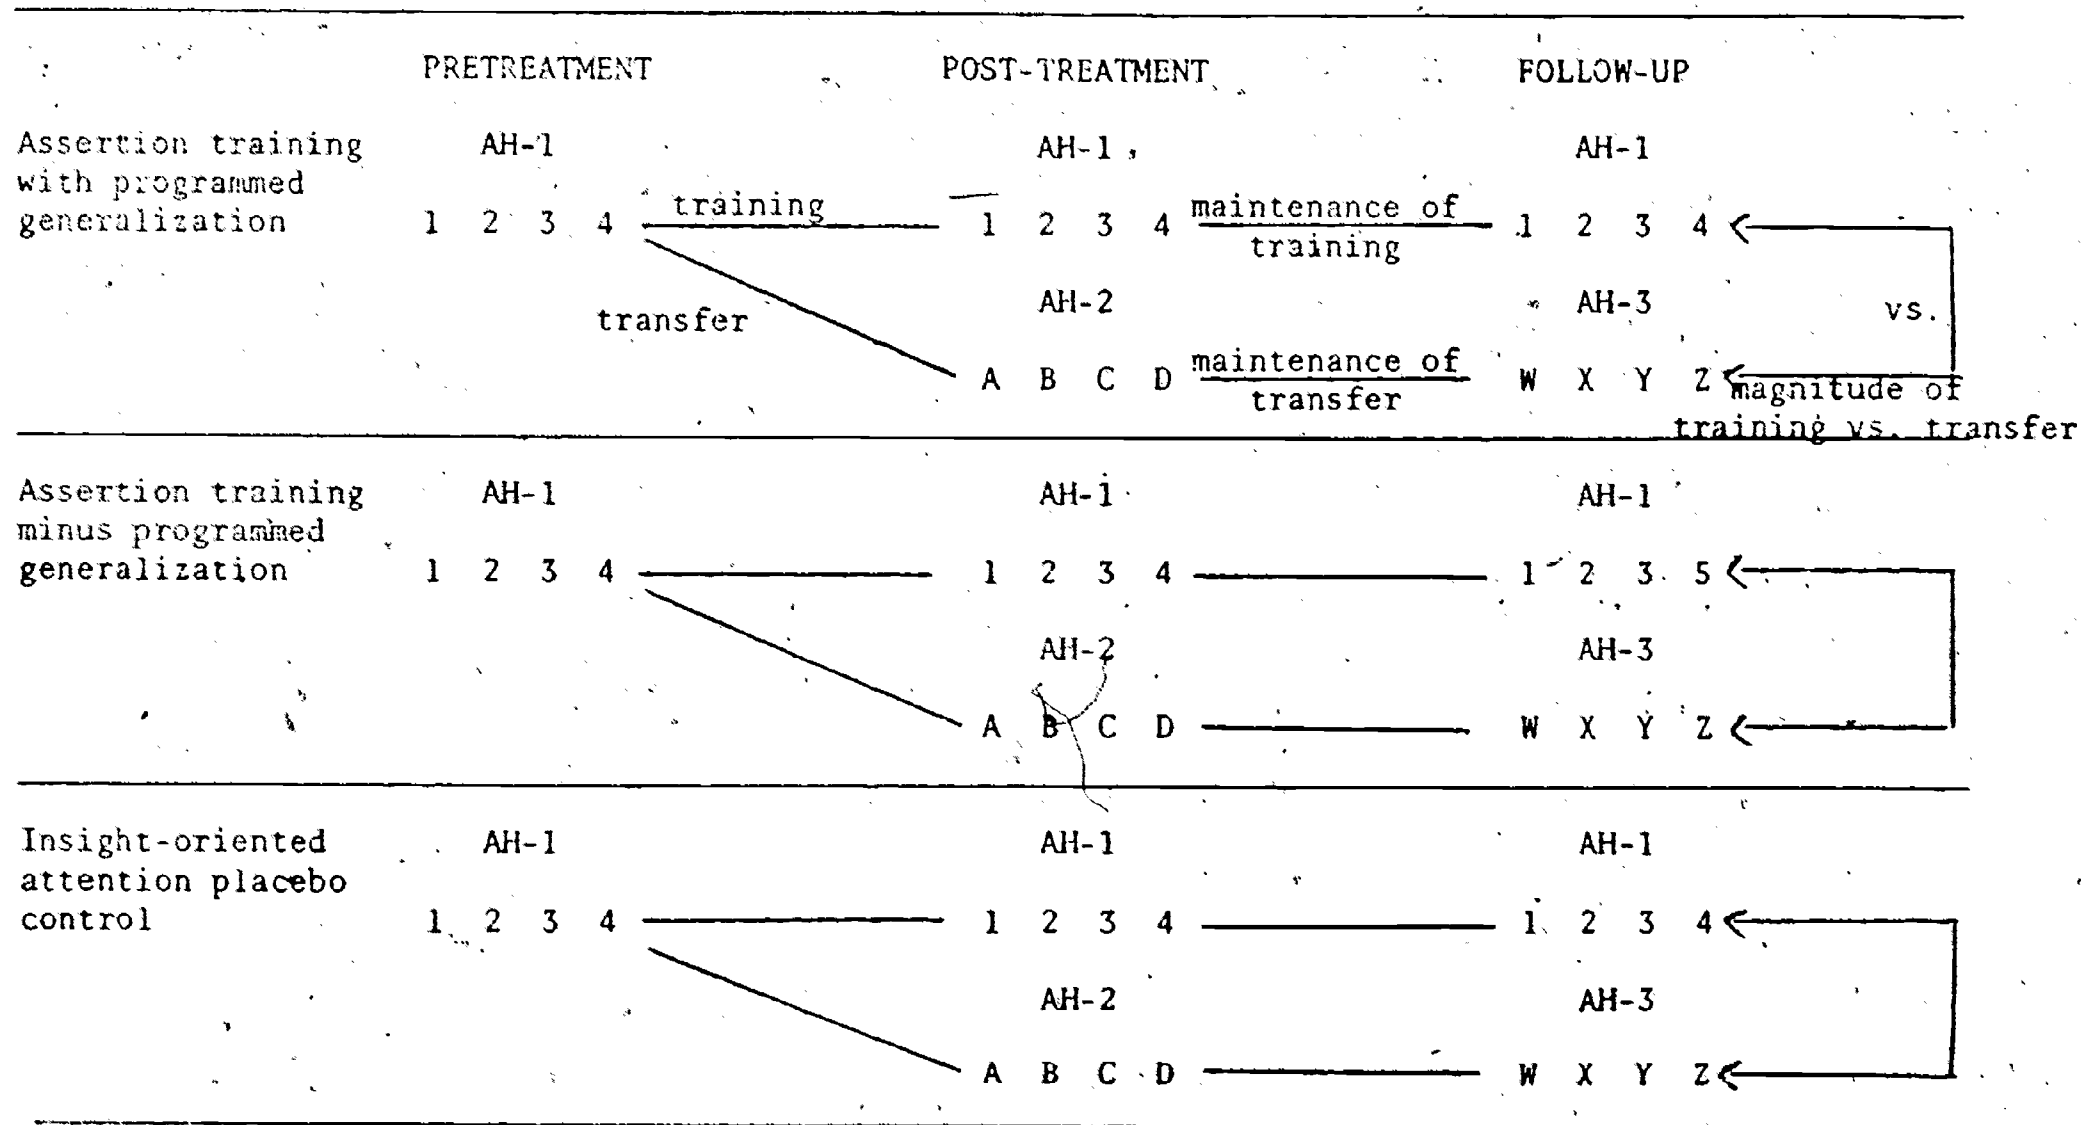 PRETREATMENT POST-TREATMENT FOLLOW-UP
Assertion training AH-1 AH-1 AH-1
with programmed
generalization 1 2 3 4 training 1 2 3 4 maintenance of training 1 2 3 4
AH-2 AH-3 vs.
transfer
A B C D maintenance of transfer W X Y Z magnitude of
training vs. transfer
Assertion training AH-1 AH-1 AH-1
minus programmed
generalization 1 2 3 4 1 2 3 4 1 2 3 5
AH-2 AH-3
A B C D W X Y Z
Insight-oriented AH-1 AH-1 AH-1
attention placebo
control 1 2 3 4 1 2 3 4 1 2 3 4
AH-2 AH-3
A B C D W X Y Z